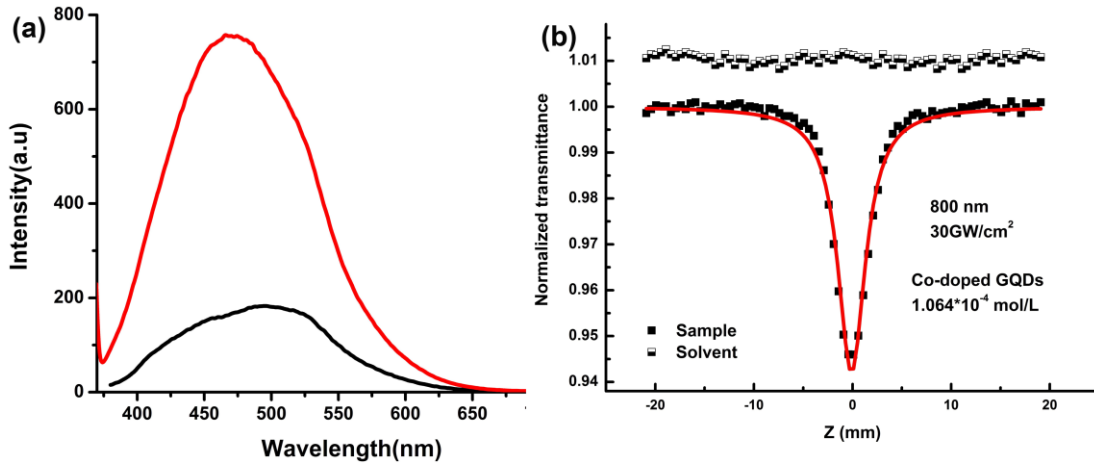 (a)
800
600
400
200
0
400 450 500 550 600 650
Intensity(a.u)
Wavelength(nm)
(b)
1.01
1.00
0.99
0.98
0.97
0.96
0.95
0.94
-20 -10 0 10 20
Normalized transmittance
Z (mm)
800 nm
30GW/cm²
Co-doped GQDs
1.064*10⁻⁴ mol/L
Sample
Solvent